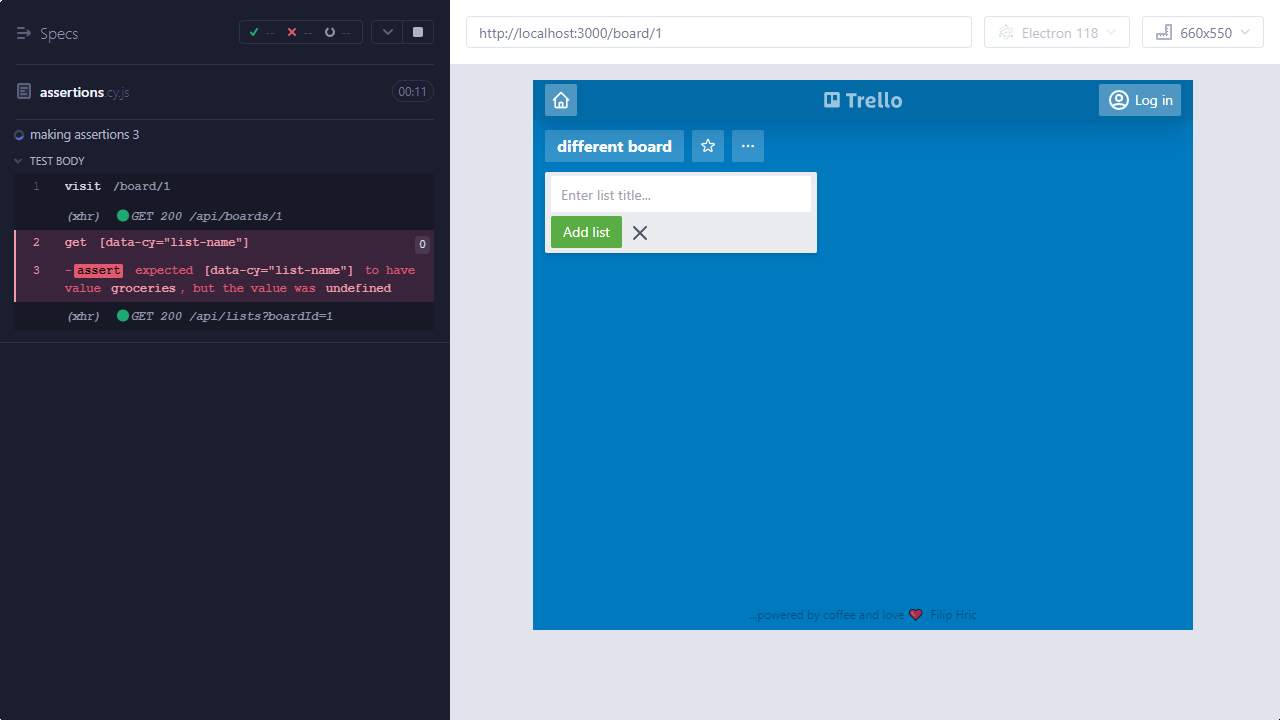 Specs
-- -- --
assertions.cy.js 00:11
making assertions 3
TEST BODY
1 visit /board/1
(xhr) GET 200 /api/boards/1
2 get [data-cy="list-name"] 0
3 -assert expected [data-cy="list-name"] to have
value groceries, but the value was undefined
(xhr) GET 200 /api/lists?boardId=1
http://localhost:3000/board/1
Electron 118
660x550
Trello
Log in
different board
Enter list title...
Add list
...powered by coffee and love Filip Hric